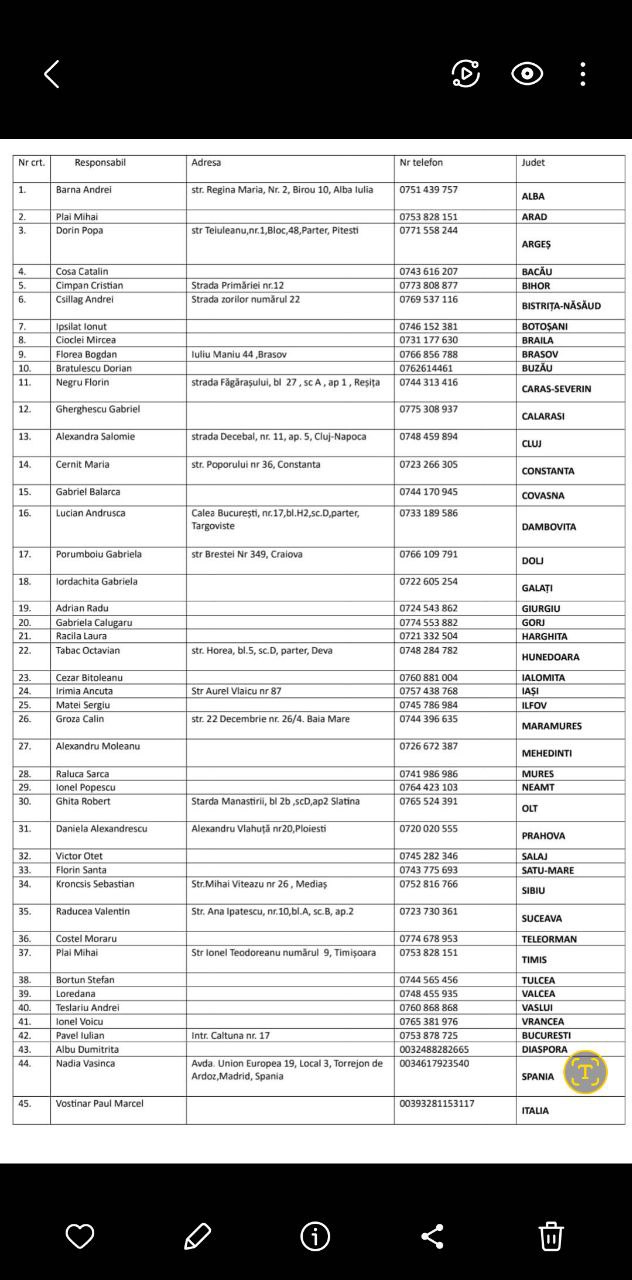 Nr crt. Responsabil Adresa Nr telefon Judet
1. Barna Andrei str. Regina Maria, Nr. 2, Birou 10, Alba Iulia 0751 439 757 ALBA
2. Plai Mihai 0753 828 151 ARAD
3. Dorin Popa str Teiuleanu,nr.1,Bloc,48,Parter, Pitesti 0771 558 244 ARGEȘ
4. Cosa Catalin 0743 616 207 BACĂU
5. Cimpan Cristian Strada Primăriei nr.12 0773 808 877 BIHOR
6. Csillag Andrei Strada zorilor numărul 22 0769 537 116 BISTRIȚA-NĂSĂUD
7. Ipsilat Ionut 0746 152 381 BOTOȘANI
8. Cioclei Mircea 0731 177 630 BRAILA
9. Florea Bogdan Iuliu Maniu 44 ,Brasov 0766 856 788 BRASOV
10. Bratulescu Dorian 0762614461 BUZĂU
11. Negru Florin strada Făgărașului, bl 27 , sc A , ap 1 , Reșița 0744 313 416 CARAS-SEVERIN
12. Gherghescu Gabriel 0775 308 937 CALARASI
13. Alexandra Salomie strada Decebal, nr. 11, ap. 5, Cluj-Napoca 0748 459 894 CLUJ
14. Cernit Maria str. Poporului nr 36, Constanta 0723 266 305 CONSTANTA
15. Gabriel Balarca 0744 170 945 COVASNA
16. Lucian Andrusca Calea București, nr.17,bl.H2,sc.D,parter, 0733 189 586
Targoviste DAMBOVITA
17. Porumboiu Gabriela str Brestei Nr 349, Craiova 0766 109 791 DOLJ
18. Iordachita Gabriela 0722 605 254 GALAȚI
19. Adrian Radu 0724 543 862 GIURGIU
20. Gabriela Calugaru 0774 553 882 GORJ
21. Racila Laura 0721 332 504 HARGHITA
22. Tabac Octavian str. Horea, bl.5, sc.D, parter, Deva 0748 284 782 HUNEDOARA
23. Cezar Bitoleanu 0760 881 004 IALOMITA
24. Irimia Ancuta Str Aurel Vlaicu nr 87 0757 438 768 IAȘI
25. Matei Sergiu 0745 786 984 ILFOV
26. Groza Calin str. 22 Decembrie nr. 26/4. Baia Mare 0744 396 635 MARAMURES
27. Alexandru Moleanu 0726 672 387 MEHEDINTI
28. Raluca Sarca 0741 986 986 MURES
29. Ionel Popescu 0764 423 103 NEAMT
30. Ghita Robert Starda Manastirii, bl 2b ,scD,ap2 Slatina 0765 524 391 OLT
31. Daniela Alexandrescu Alexandru Vlahuță nr20,Ploiesti 0720 020 555 PRAHOVA
32. Victor Otet 0745 282 346 SALAJ
33. Florin Santa 0743 775 693 SATU-MARE
34. Kroncsis Sebastian Str.Mihai Viteazu nr 26 , Mediaș 0752 816 766 SIBIU
35. Raducea Valentin Str. Ana Ipatescu, nr.10,bl.A, sc.B, ap.2 0723 730 361 SUCEAVA
36. Costel Moraru 0774 678 953 TELEORMAN
37. Plai Mihai Str Ionel Teodoreanu numărul 9, Timișoara 0753 828 151 TIMIS
38. Bortun Stefan 0744 565 456 TULCEA
39. Loredana 0748 455 935 VALCEA
40. Teslariu Andrei 0760 868 868 VASLUI
41. Ionel Voicu 0765 381 976 VRANCEA
42. Pavel Iulian Intr. Caltuna nr. 17 0753 878 725 BUCURESTI
43. Albu Dumitrita 0032488282665 DIASPORA
44. Nadia Vasinca Avda. Union Europea 19, Local 3, Torrejon de 0034617923540
Ardoz,Madrid, Spania SPANIA
45. Vostinar Paul Marcel 00393281153117 ITALIA